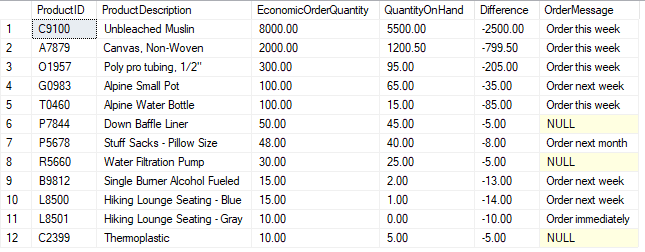 ProductID ProductDescription EconomicOrderQuantity QuantityOnHand Difference OrderMessage
1 C9100 Unbleached Muslin 8000.00 5500.00 -2500.00 Order this week
2 A7879 Canvas, Non-Woven 2000.00 1200.50 -799.50 Order this week
3 O1957 Poly pro tubing, 1/2" 300.00 95.00 -205.00 Order this week
4 G0983 Alpine Small Pot 100.00 65.00 -35.00 Order next week
5 T0460 Alpine Water Bottle 100.00 15.00 -85.00 Order this week
6 P7844 Down Baffle Liner 50.00 45.00 -5.00 NULL
7 P5678 Stuff Sacks - Pillow Size 48.00 40.00 -8.00 Order next month
8 R5660 Water Filtration Pump 30.00 25.00 -5.00 NULL
9 B9812 Single Burner Alcohol Fueled 15.00 2.00 -13.00 Order next week
10 L8500 Hiking Lounge Seating - Blue 15.00 1.00 -14.00 Order next week
11 L8501 Hiking Lounge Seating - Gray 10.00 0.00 -10.00 Order immediately
12 C2399 Thermoplastic 10.00 5.00 -5.00 NULL